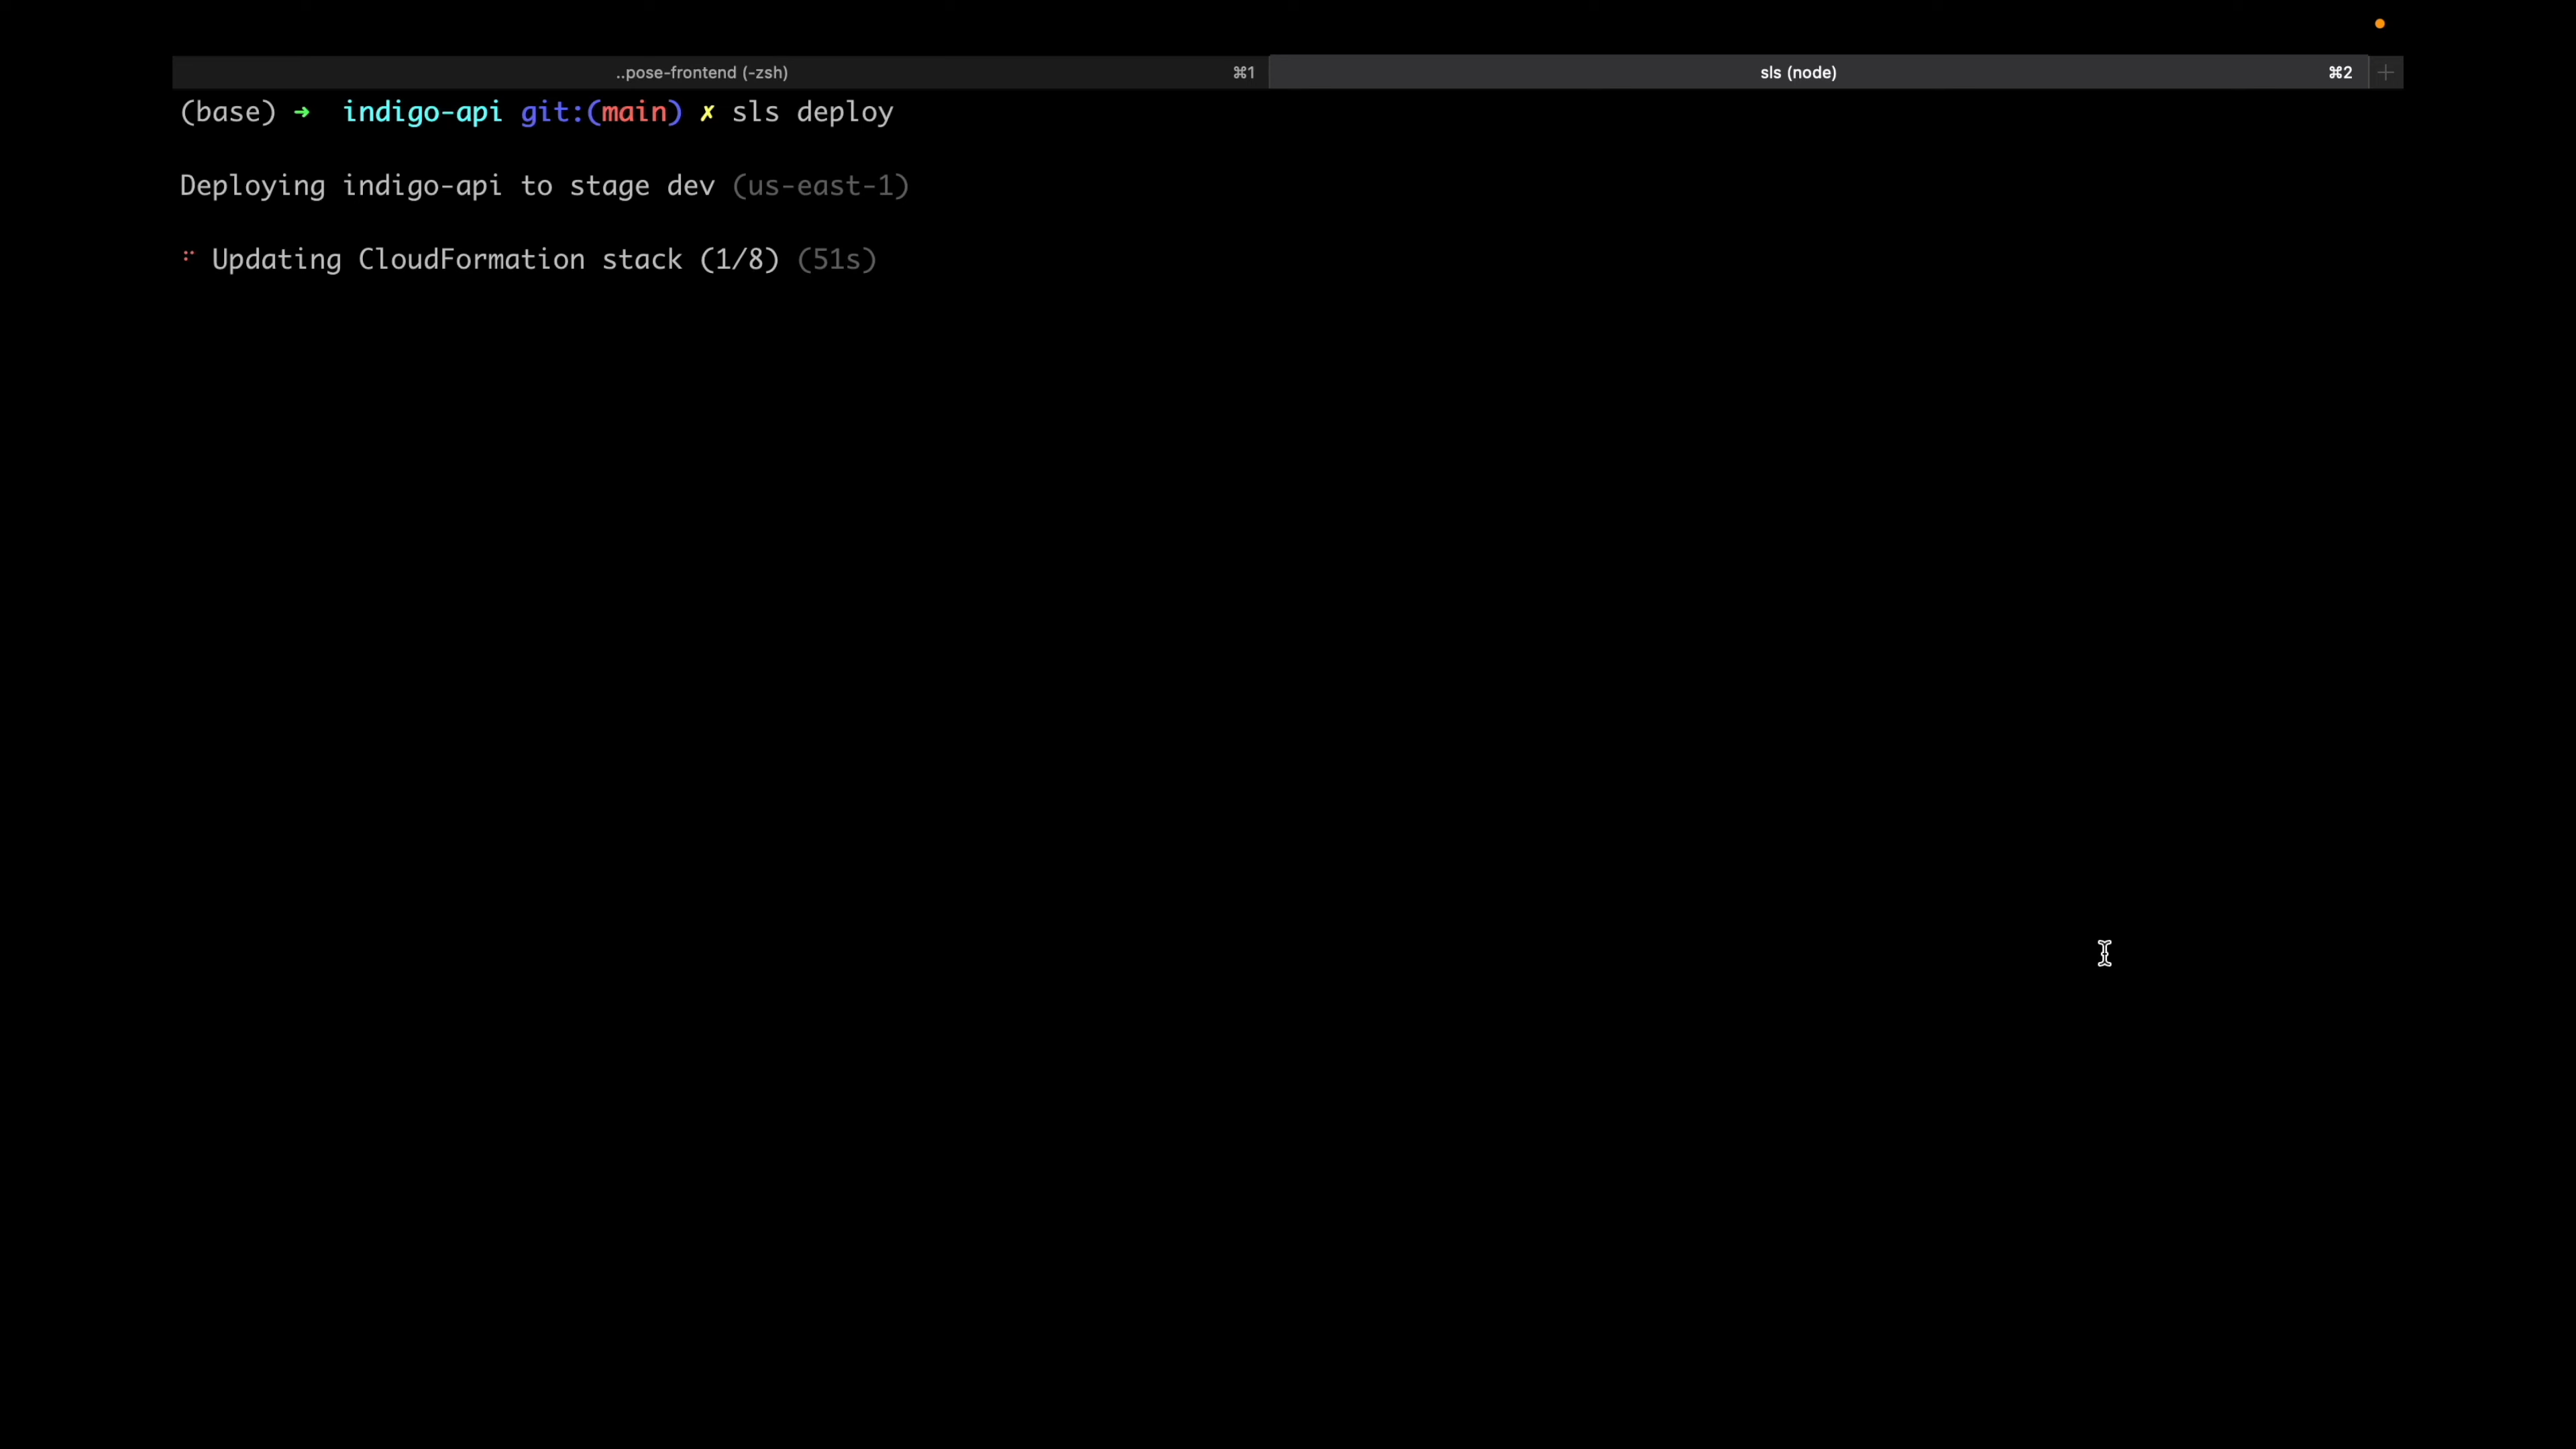 ..pose-frontend (-zsh) ⌘1 sls (node) ⌘2 +
(base) ➜ indigo-api git:(main) ✗ sls deploy
Deploying indigo-api to stage dev (us-east-1)
Updating CloudFormation stack (1/8) (51s)